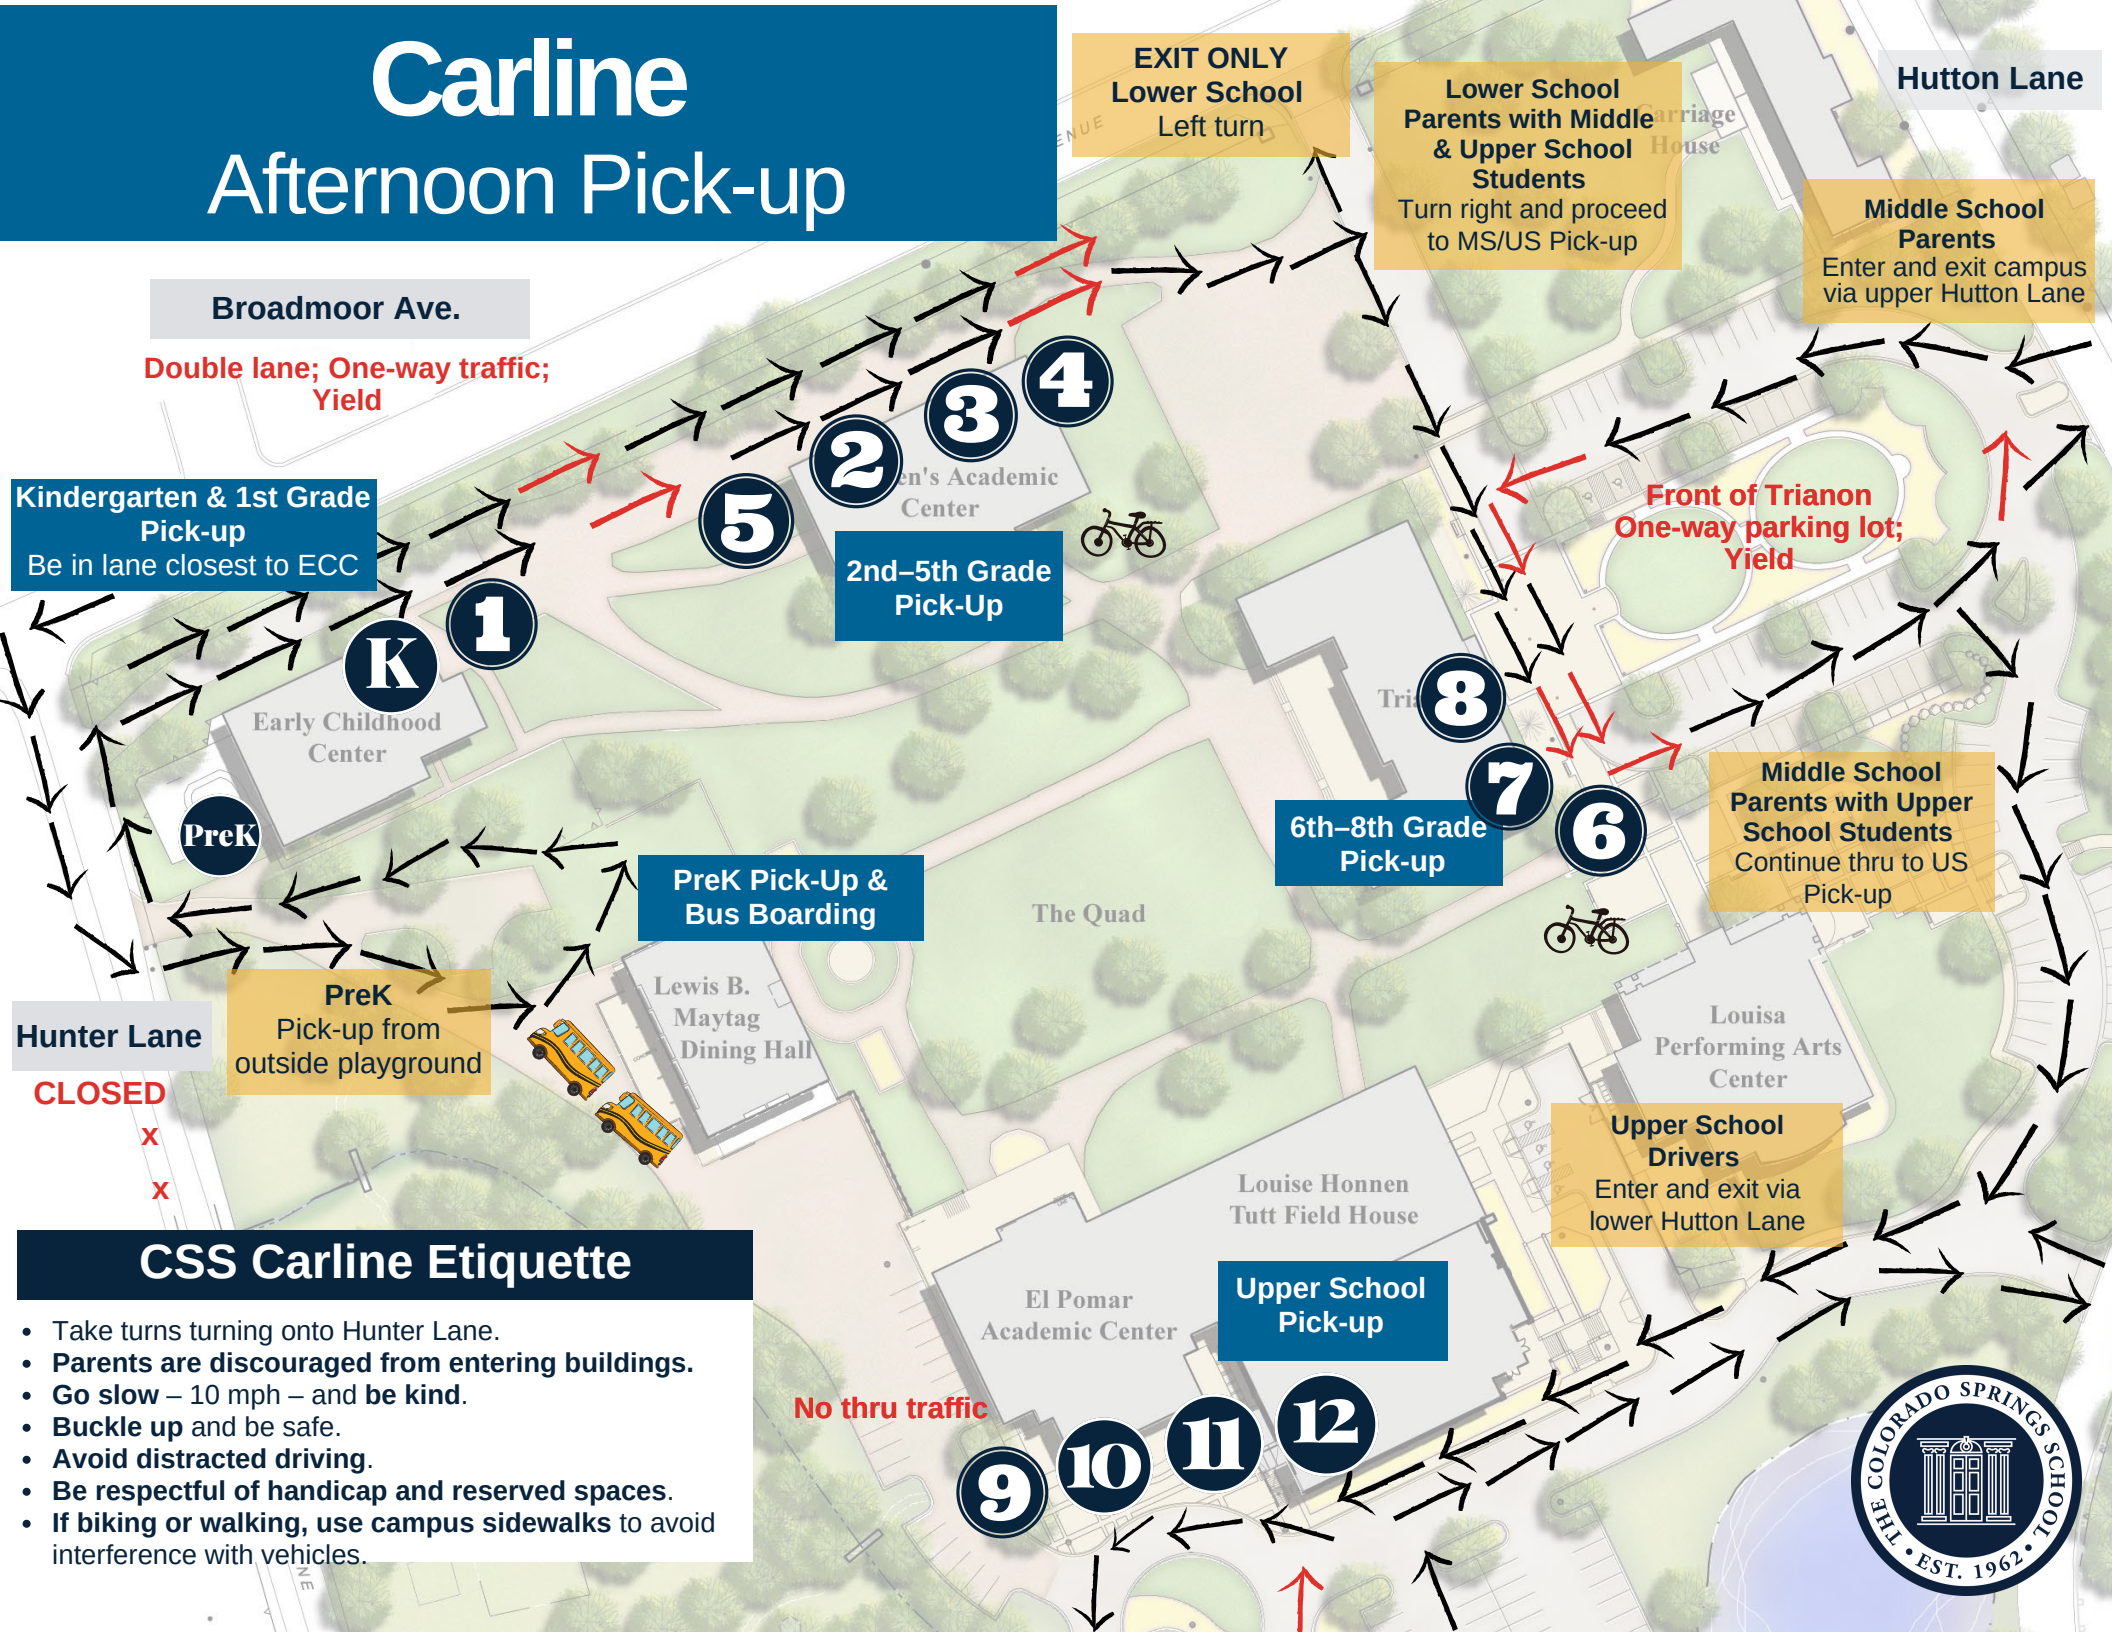 Carline
Afternoon Pick-up
EXIT ONLY
Lower School
Left turn
ENUE
Lower School
Parents with Middle
& Upper School
Students
Turn right and proceed
to MS/US Pick-up
Carriage
House
Hutton Lane
Middle School
Parents
Enter and exit campus
via upper Hutton Lane
Broadmoor Ave.
Double lane; One-way traffic;
Yield
4
3
2
5
en's Academic
Center
Kindergarten & 1st Grade
Pick-up
Be in lane closest to ECC
2nd–5th Grade
Pick-Up
Front of Trianon
One-way parking lot;
Yield
1
K
Early Childhood
Center
PreK
Tria
8
7
6
6th–8th Grade
Pick-up
Middle School
Parents with Upper
School Students
Continue thru to US
Pick-up
PreK Pick-Up &
Bus Boarding
The Quad
PreK
Pick-up from
outside playground
Hunter Lane
CLOSED
x
x
Lewis B.
Maytag
Dining Hall
Louisa
Performing Arts
Center
Upper School
Drivers
Enter and exit via
lower Hutton Lane
Louise Honnen
Tutt Field House
El Pomar
Academic Center
Upper School
Pick-up
No thru traffic
9
10
11
12
CSS Carline Etiquette
• Take turns turning onto Hunter Lane.
• Parents are discouraged from entering buildings.
• Go slow – 10 mph – and be kind.
• Buckle up and be safe.
• Avoid distracted driving.
• Be respectful of handicap and reserved spaces.
• If biking or walking, use campus sidewalks to avoid
interference with vehicles.
NE
THE COLORADO SPRINGS SCHOOL
• EST. 1962 •